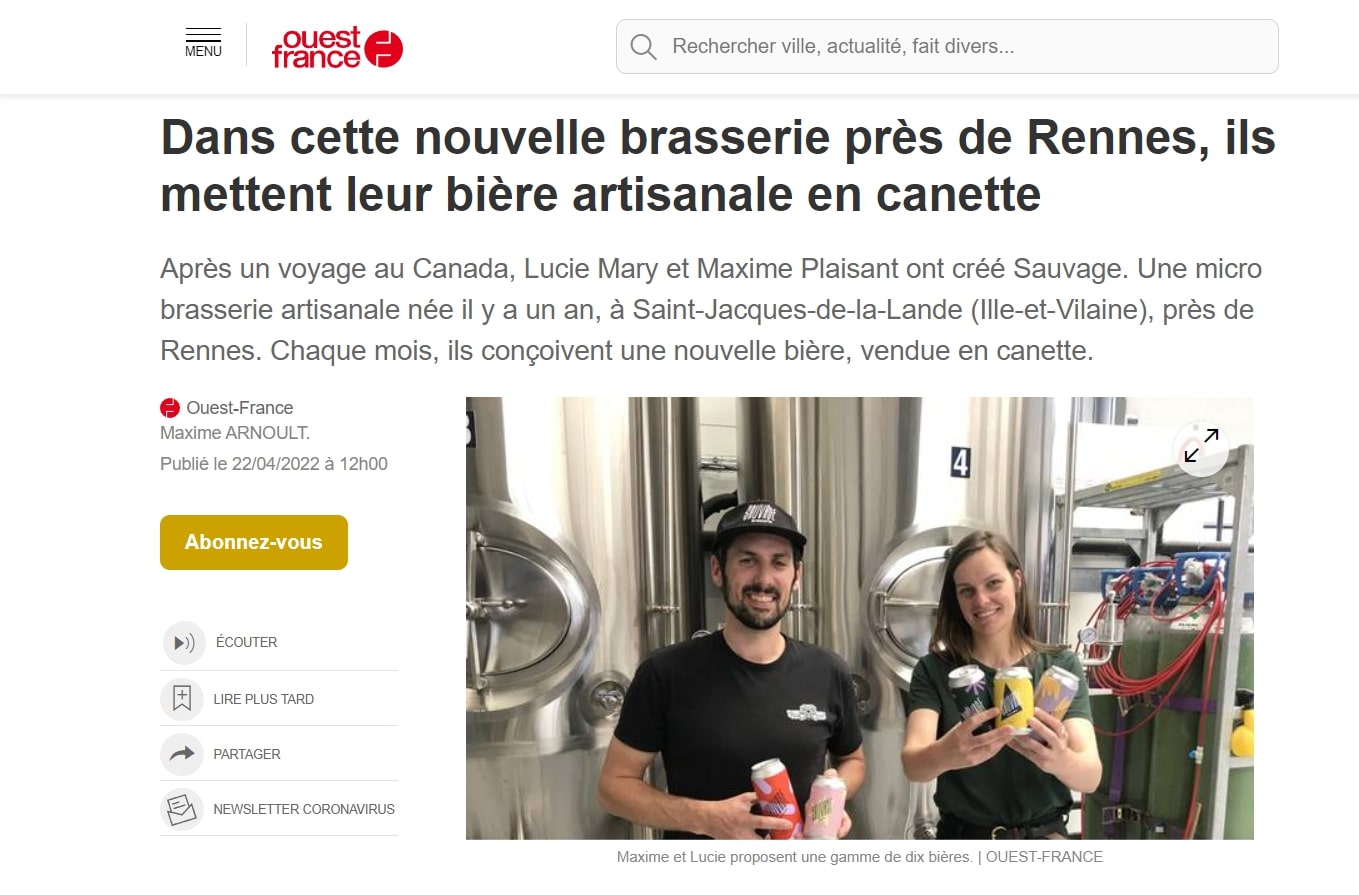 MENU
ouest
france
Rechercher ville, actualité, fait divers...
Dans cette nouvelle brasserie près de Rennes, ils
mettent leur bière artisanale en canette
Après un voyage au Canada, Lucie Mary et Maxime Plaisant ont créé Sauvage. Une micro
brasserie artisanale née il y a un an, à Saint-Jacques-de-la-Lande (Ille-et-Vilaine), près de
Rennes. Chaque mois, ils conçoivent une nouvelle bière, vendue en canette.
Ouest-France
Maxime ARNOULT.
Publié le 22/04/2022 à 12h00
Abonnez-vous
ÉCOUTER
LIRE PLUS TARD
PARTAGER
NEWSLETTER CORONAVIRUS
3
4
SAUVAGE
Maxime et Lucie proposent une gamme de dix bières. | OUEST-FRANCE